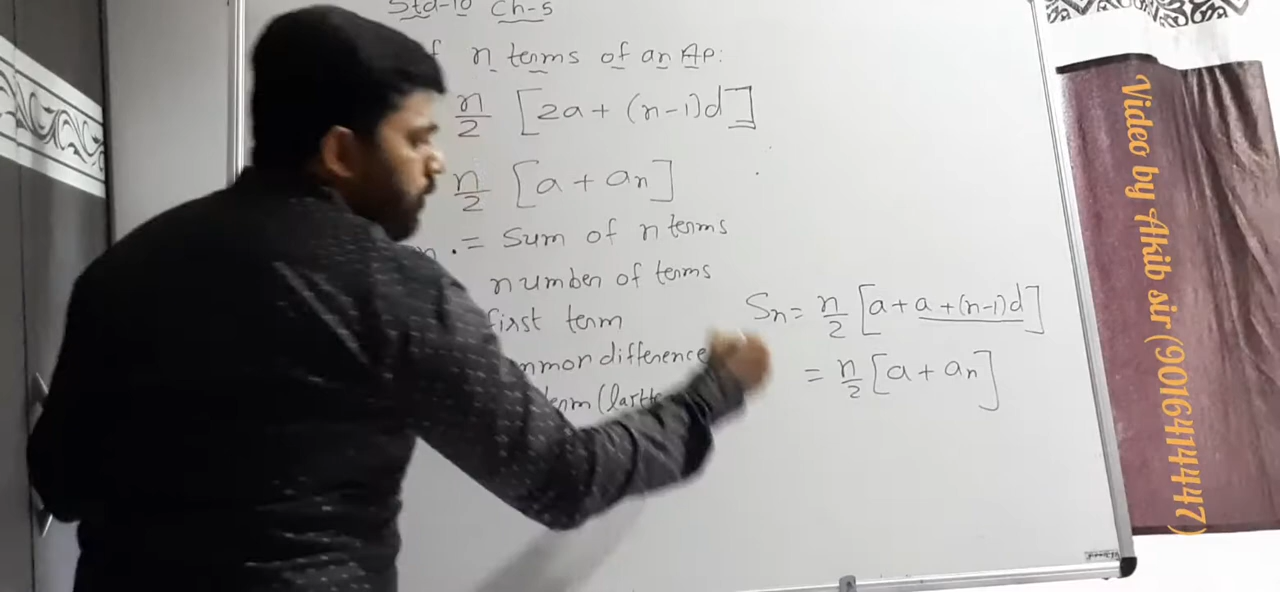 Std-10 Ch-5
n terms of an AP:
n/2 [2a + (n-1)d]
n/2 [a + an]
= Sum of n terms
number of terms
first term
mmon difference
Sn = n/2 [a + a + (n-1)d]
= n/2 [a + an]
Video by Akib sir (9016414447)